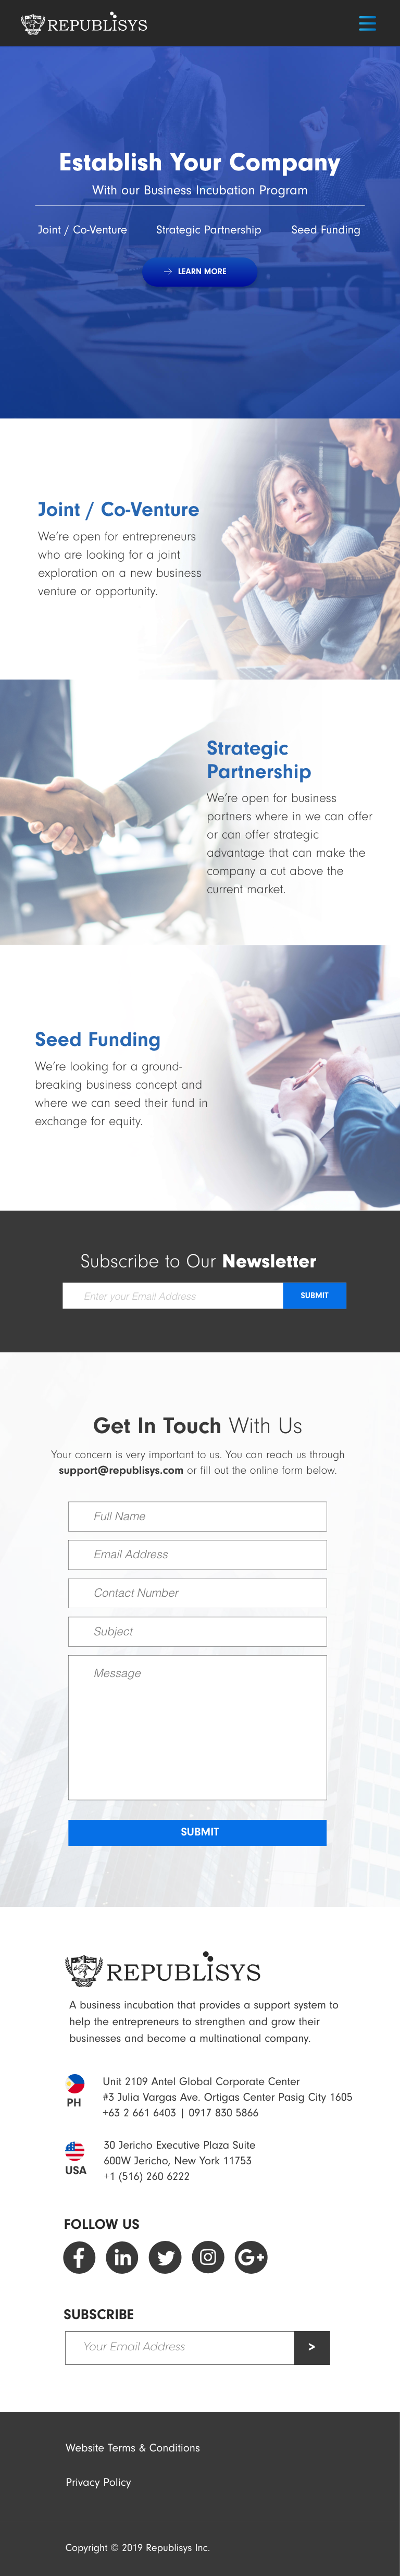 REPUBLISYS
Establish Your Company
With our Business Incubation Program
Joint / Co-Venture Strategic Partnership Seed Funding
LEARN MORE
Joint / Co-Venture
We're open for entrepreneurs
who are looking for a joint
exploration on a new business
venture or opportunity.
Strategic
Partnership
We're open for business
partners where in we can offer
or can offer strategic
advantage that can make the
company a cut above the
current market.
Seed Funding
We're looking for a ground-
breaking business concept and
where we can seed their fund in
exchange for equity.
Subscribe to Our Newsletter
Enter your Email Address SUBMIT
Get In Touch With Us
Your concern is very important to us. You can reach us through
support@republisys.com or fill out the online form below.
Full Name
Email Address
Contact Number
Subject
Message
SUBMIT
REPUBLISYS
A business incubation that provides a support system to
help the entrepreneurs to strengthen and grow their
businesses and become a multinational company.
PH
Unit 2109 Antel Global Corporate Center
#3 Julia Vargas Ave. Ortigas Center Pasig City 1605
+63 2 661 6403 | 0917 830 5866
USA
30 Jericho Executive Plaza Suite
600W Jericho, New York 11753
+1 (516) 260 6222
FOLLOW US
f in G+
SUBSCRIBE
Your Email Address >
Website Terms & Conditions
Privacy Policy
Copyright © 2019 Republisys Inc.